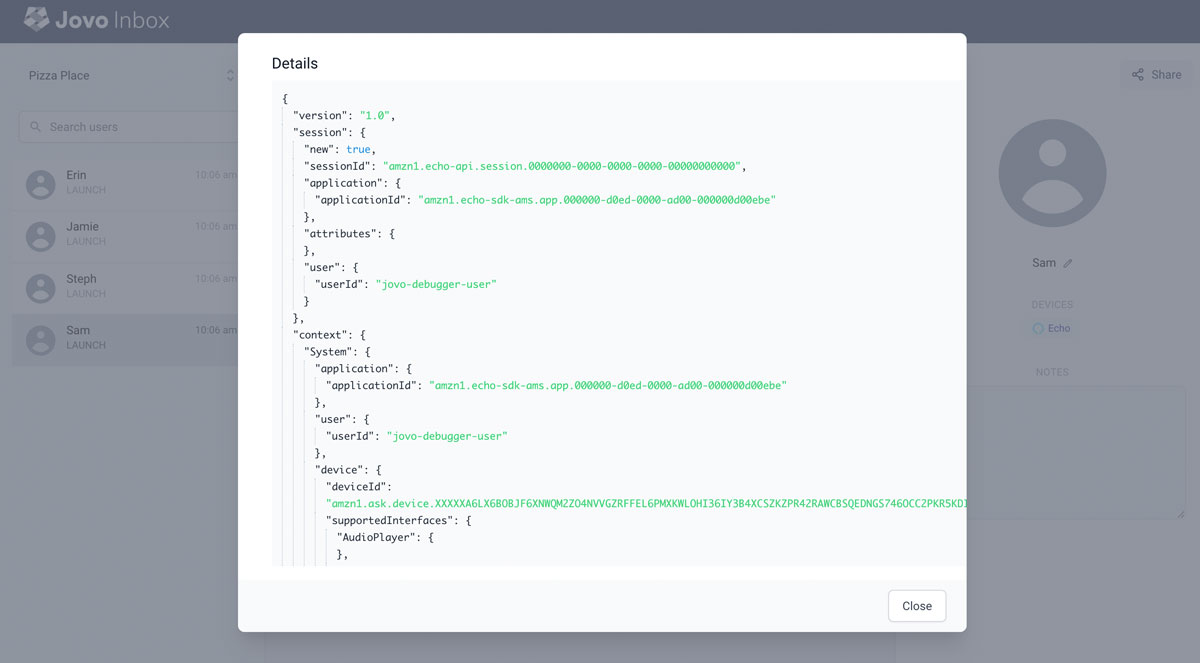 Jovo Inbox
Pizza Place
Search users
Erin 10:06 am
LAUNCH
Jamie 10:06 am
LAUNCH
Steph 10:06 am
LAUNCH
Sam 10:06 am
LAUNCH
Details
{
"version": "1.0",
"session": {
"new": true,
"sessionId": "amzn1.echo-api.session.0000000-0000-0000-0000-00000000000",
"application": {
"applicationId": "amzn1.echo-sdk-ams.app.000000-d0ed-0000-ad00-000000d00ebe"
},
"attributes": {
},
"user": {
"userId": "jovo-debugger-user"
}
},
"context": {
"System": {
"application": {
"applicationId": "amzn1.echo-sdk-ams.app.000000-d0ed-0000-ad00-000000d00ebe"
},
"user": {
"userId": "jovo-debugger-user"
},
"device": {
"deviceId":
"amzn1.ask.device.XXXXXA6LX6BOBJF6XNWQM2ZO4NVVGZRFFEL6PMXKWLOHI36IY3B4XCSZKZPR42RAWCBSQEDNGS746OCC2PKR5KDI
"supportedInterfaces": {
"AudioPlayer": {
},
Close
Share
Sam
DEVICES
Echo
NOTES